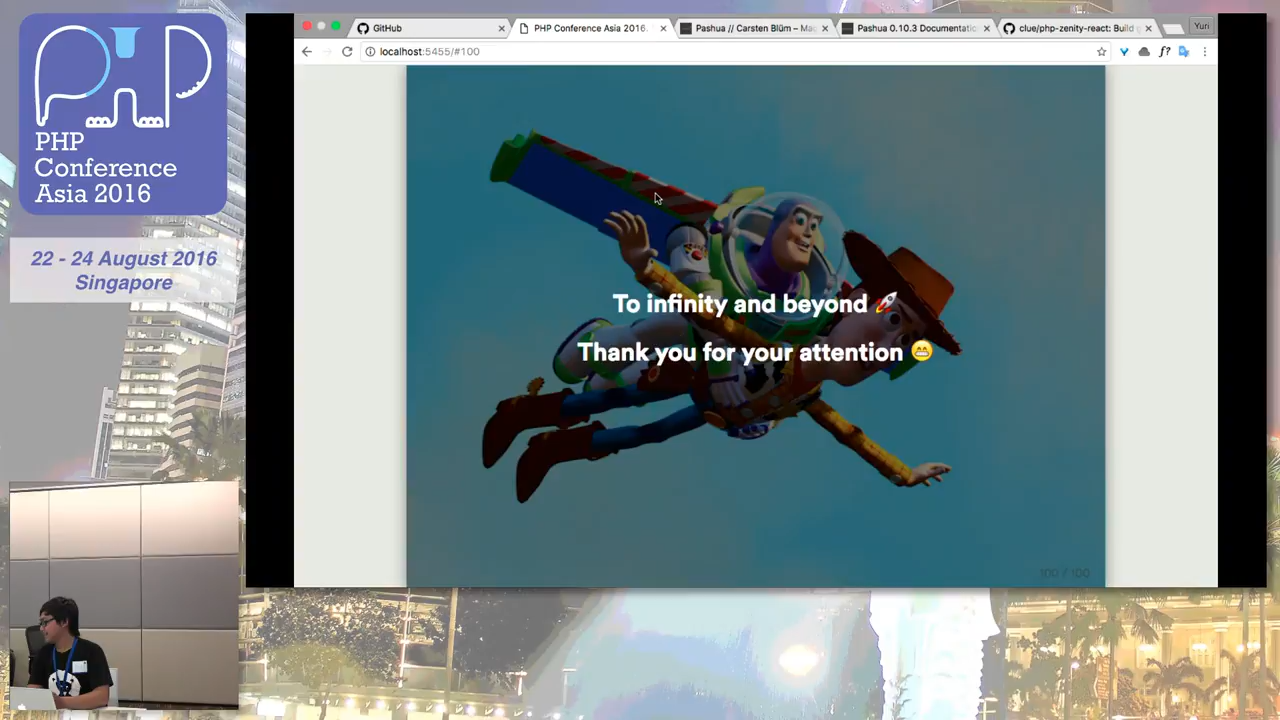 PHP
PHP
Conference
Asia 2016
22 - 24 August 2016
Singapore
GitHub
PHP Conference Asia 2016.
Pashua // Carsten Blüm – Mac
Pashua 0.10.3 Documentatio
clue/php-zenity-react: Build
Yuri
localhost:5455/#100
f?
To infinity and beyond 🚀
Thank you for your attention 😁
100 / 100